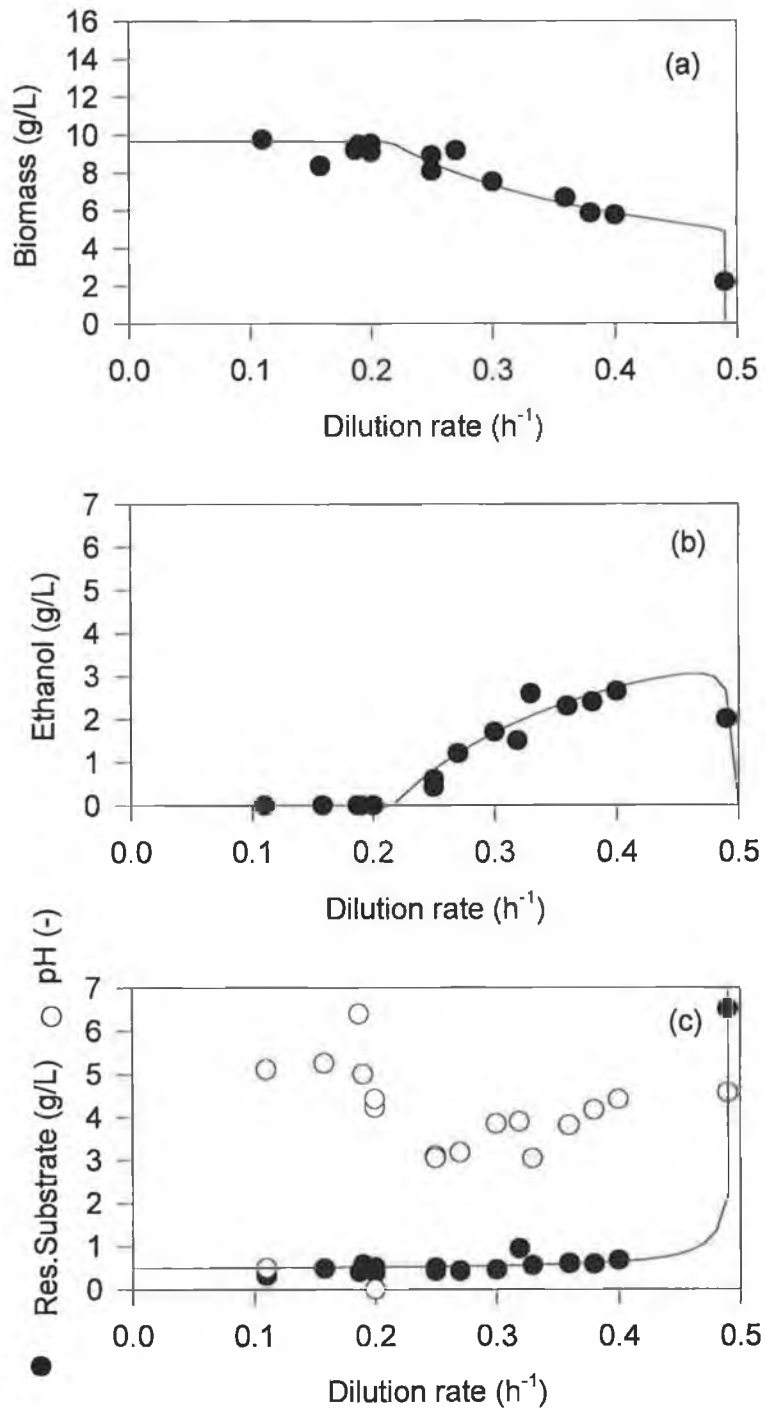 16
14
12
10
8
6
4
2
0
Biomass (g/L)
(a)
0.0 0.1 0.2 0.3 0.4 0.5
Dilution rate (h⁻¹)
7
6
5
4
3
2
1
0
Ethanol (g/L)
(b)
0.0 0.1 0.2 0.3 0.4 0.5
Dilution rate (h⁻¹)
7
6
5
4
3
2
1
0
● Res.Substrate (g/L) ○ pH (-)
(c)
0.0 0.1 0.2 0.3 0.4 0.5
Dilution rate (h⁻¹)